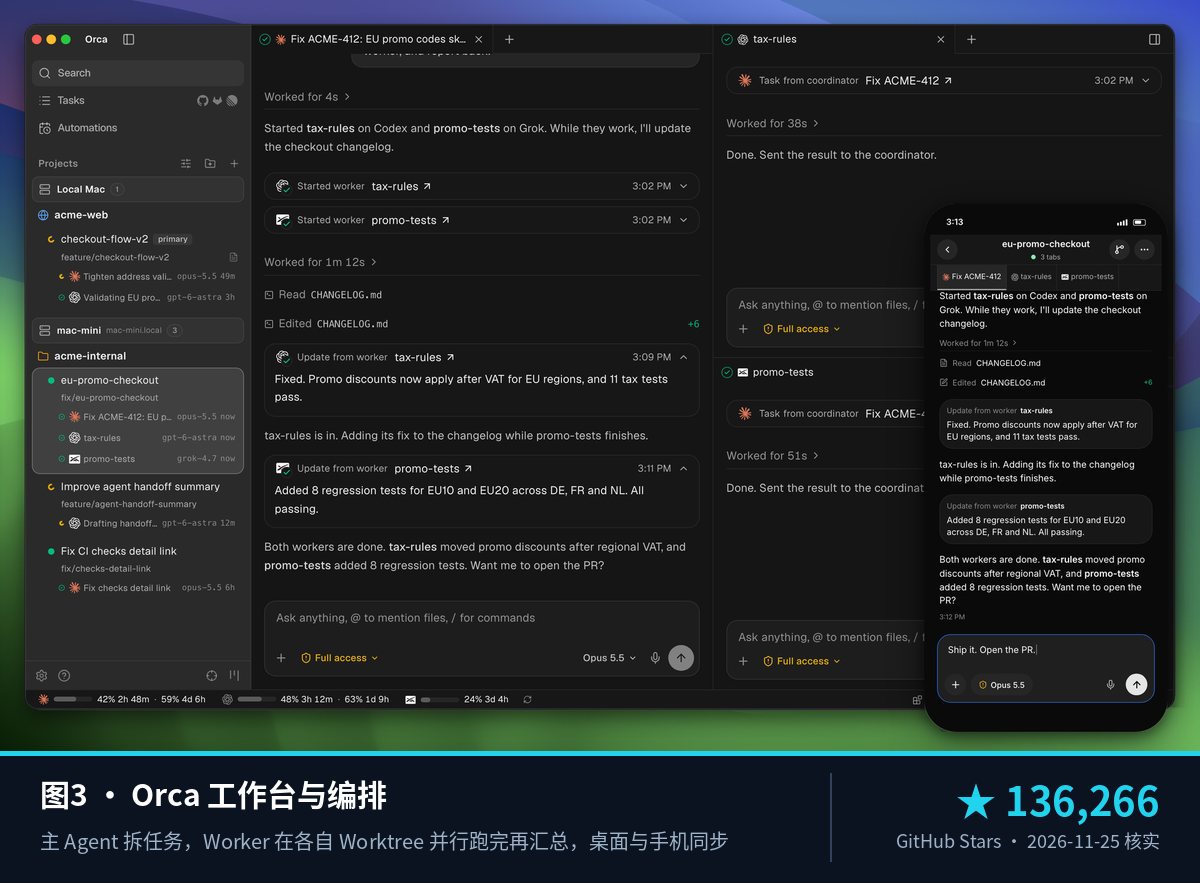 Orca
Search
Tasks
Automations
Projects
Local Mac 1
acme-web
checkout-flow-v2 primary
feature/checkout-flow-v2
Tighten address vali... opus-5.5 49m
Validating EU pro... gpt-6-astra 3h
mac-mini mac-mini.local 3
acme-internal
eu-promo-checkout
fix/eu-promo-checkout
Fix ACME-412: EU p... opus-5.5 now
tax-rules gpt-6-astra now
promo-tests grok-4.7 now
Improve agent handoff summary
feature/agent-handoff-summary
Drafting handoff... gpt-6-astra 12m
Fix CI checks detail link
fix/checks-detail-link
Fix checks detail link opus-5.5 6h
Fix ACME-412: EU promo codes sk...
worker, and report back.
Worked for 4s
Started tax-rules on Codex and promo-tests on Grok. While they work, I'll update
the checkout changelog.
Started worker tax-rules 3:02 PM
Started worker promo-tests 3:02 PM
Worked for 1m 12s
Read CHANGELOG.md
Edited CHANGELOG.md +6
Update from worker tax-rules 3:09 PM
Fixed. Promo discounts now apply after VAT for EU regions, and 11 tax tests
pass.
tax-rules is in. Adding its fix to the changelog while promo-tests finishes.
Update from worker promo-tests 3:11 PM
Added 8 regression tests for EU10 and EU20 across DE, FR and NL. All
passing.
Both workers are done. tax-rules moved promo discounts after regional VAT, and
promo-tests added 8 regression tests. Want me to open the PR?
Ask anything, @ to mention files, / for commands
Full access Opus 5.5
tax-rules
Task from coordinator Fix ACME-412 3:02 PM
Worked for 38s
Done. Sent the result to the coordinator.
Ask anything, @ to mention files, /
Full access
promo-tests
Task from coordinator Fix ACME-4
Worked for 51s
Done. Sent the result to the coordinat
Ask anything, @ to mention files, /
Full access
42% 2h 48m · 59% 4d 6h 48% 3h 12m · 63% 1d 9h 24% 3d 4h
3:13
eu-promo-checkout
3 tabs
Fix ACME-412 tax-rules promo-tests
Started tax-rules on Codex and promo-tests on
Grok. While they work, I'll update the checkout
changelog.
Worked for 1m 12s
Read CHANGELOG.md
Edited CHANGELOG.md +6
Update from worker tax-rules
Fixed. Promo discounts now apply after VAT for
EU regions, and 11 tax tests pass.
tax-rules is in. Adding its fix to the changelog
while promo-tests finishes.
Update from worker promo-tests
Added 8 regression tests for EU10 and EU20
across DE, FR and NL. All passing.
Both workers are done. tax-rules moved promo
discounts after regional VAT, and promo-tests
added 8 regression tests. Want me to open the
PR?
3:12 PM
Ship it. Open the PR.
Opus 5.5
图3 · Orca 工作台与编排
主 Agent 拆任务，Worker 在各自 Worktree 并行跑完再汇总，桌面与手机同步
★ 136,266
GitHub Stars · 2026-11-25 核实